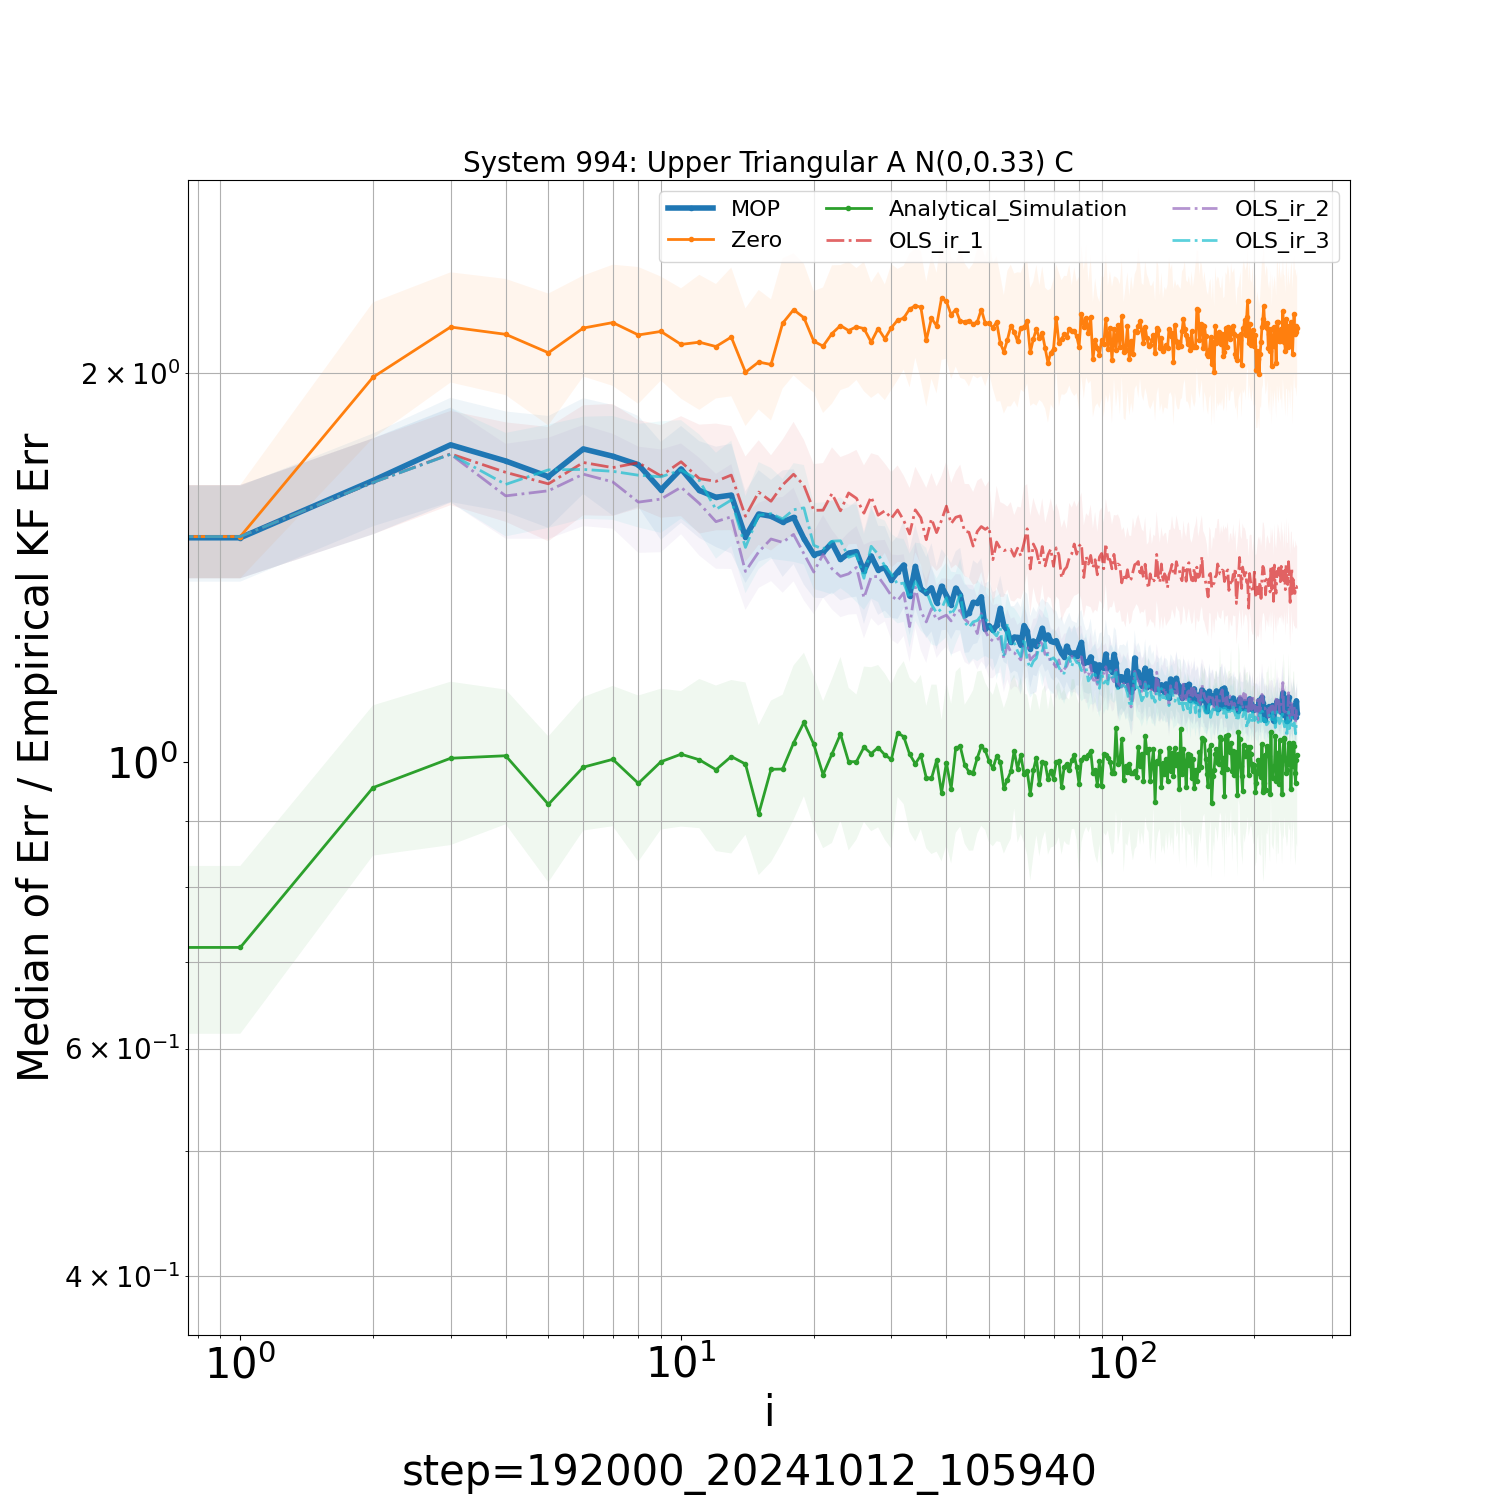 System 994: Upper Triangular A N(0,0.33) C
MOP
Zero
Analytical_Simulation
OLS_ir_1
OLS_ir_2
OLS_ir_3
Median of Err / Empirical KF Err
2 × 10⁰
10⁰
6 × 10⁻¹
4 × 10⁻¹
10⁰ 10¹ 10²
i
step=192000_20241012_105940